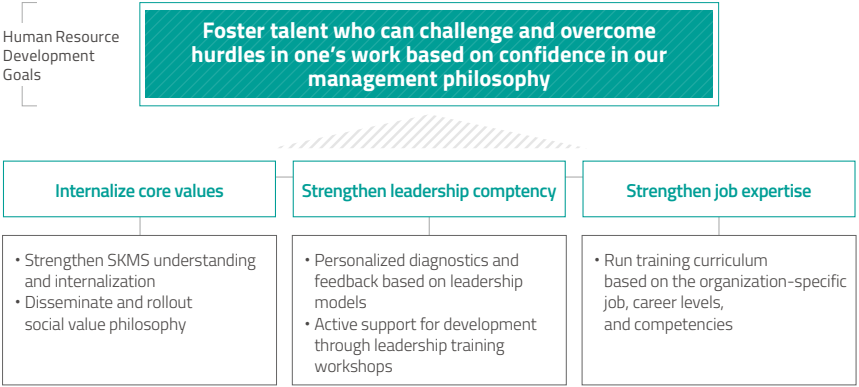 Human Resource
Development
Goals
Foster talent who can challenge and overcome
hurdles in one’s work based on confidence in our
management philosophy
Internalize core values
Strengthen leadership comptency
Strengthen job expertise
• Strengthen SKMS understanding
and internalization
• Disseminate and rollout
social value philosophy
• Personalized diagnostics and
feedback based on leadership
models
• Active support for development
through leadership training
workshops
• Run training curriculum
based on the organization-specific
job, career levels,
and competencies